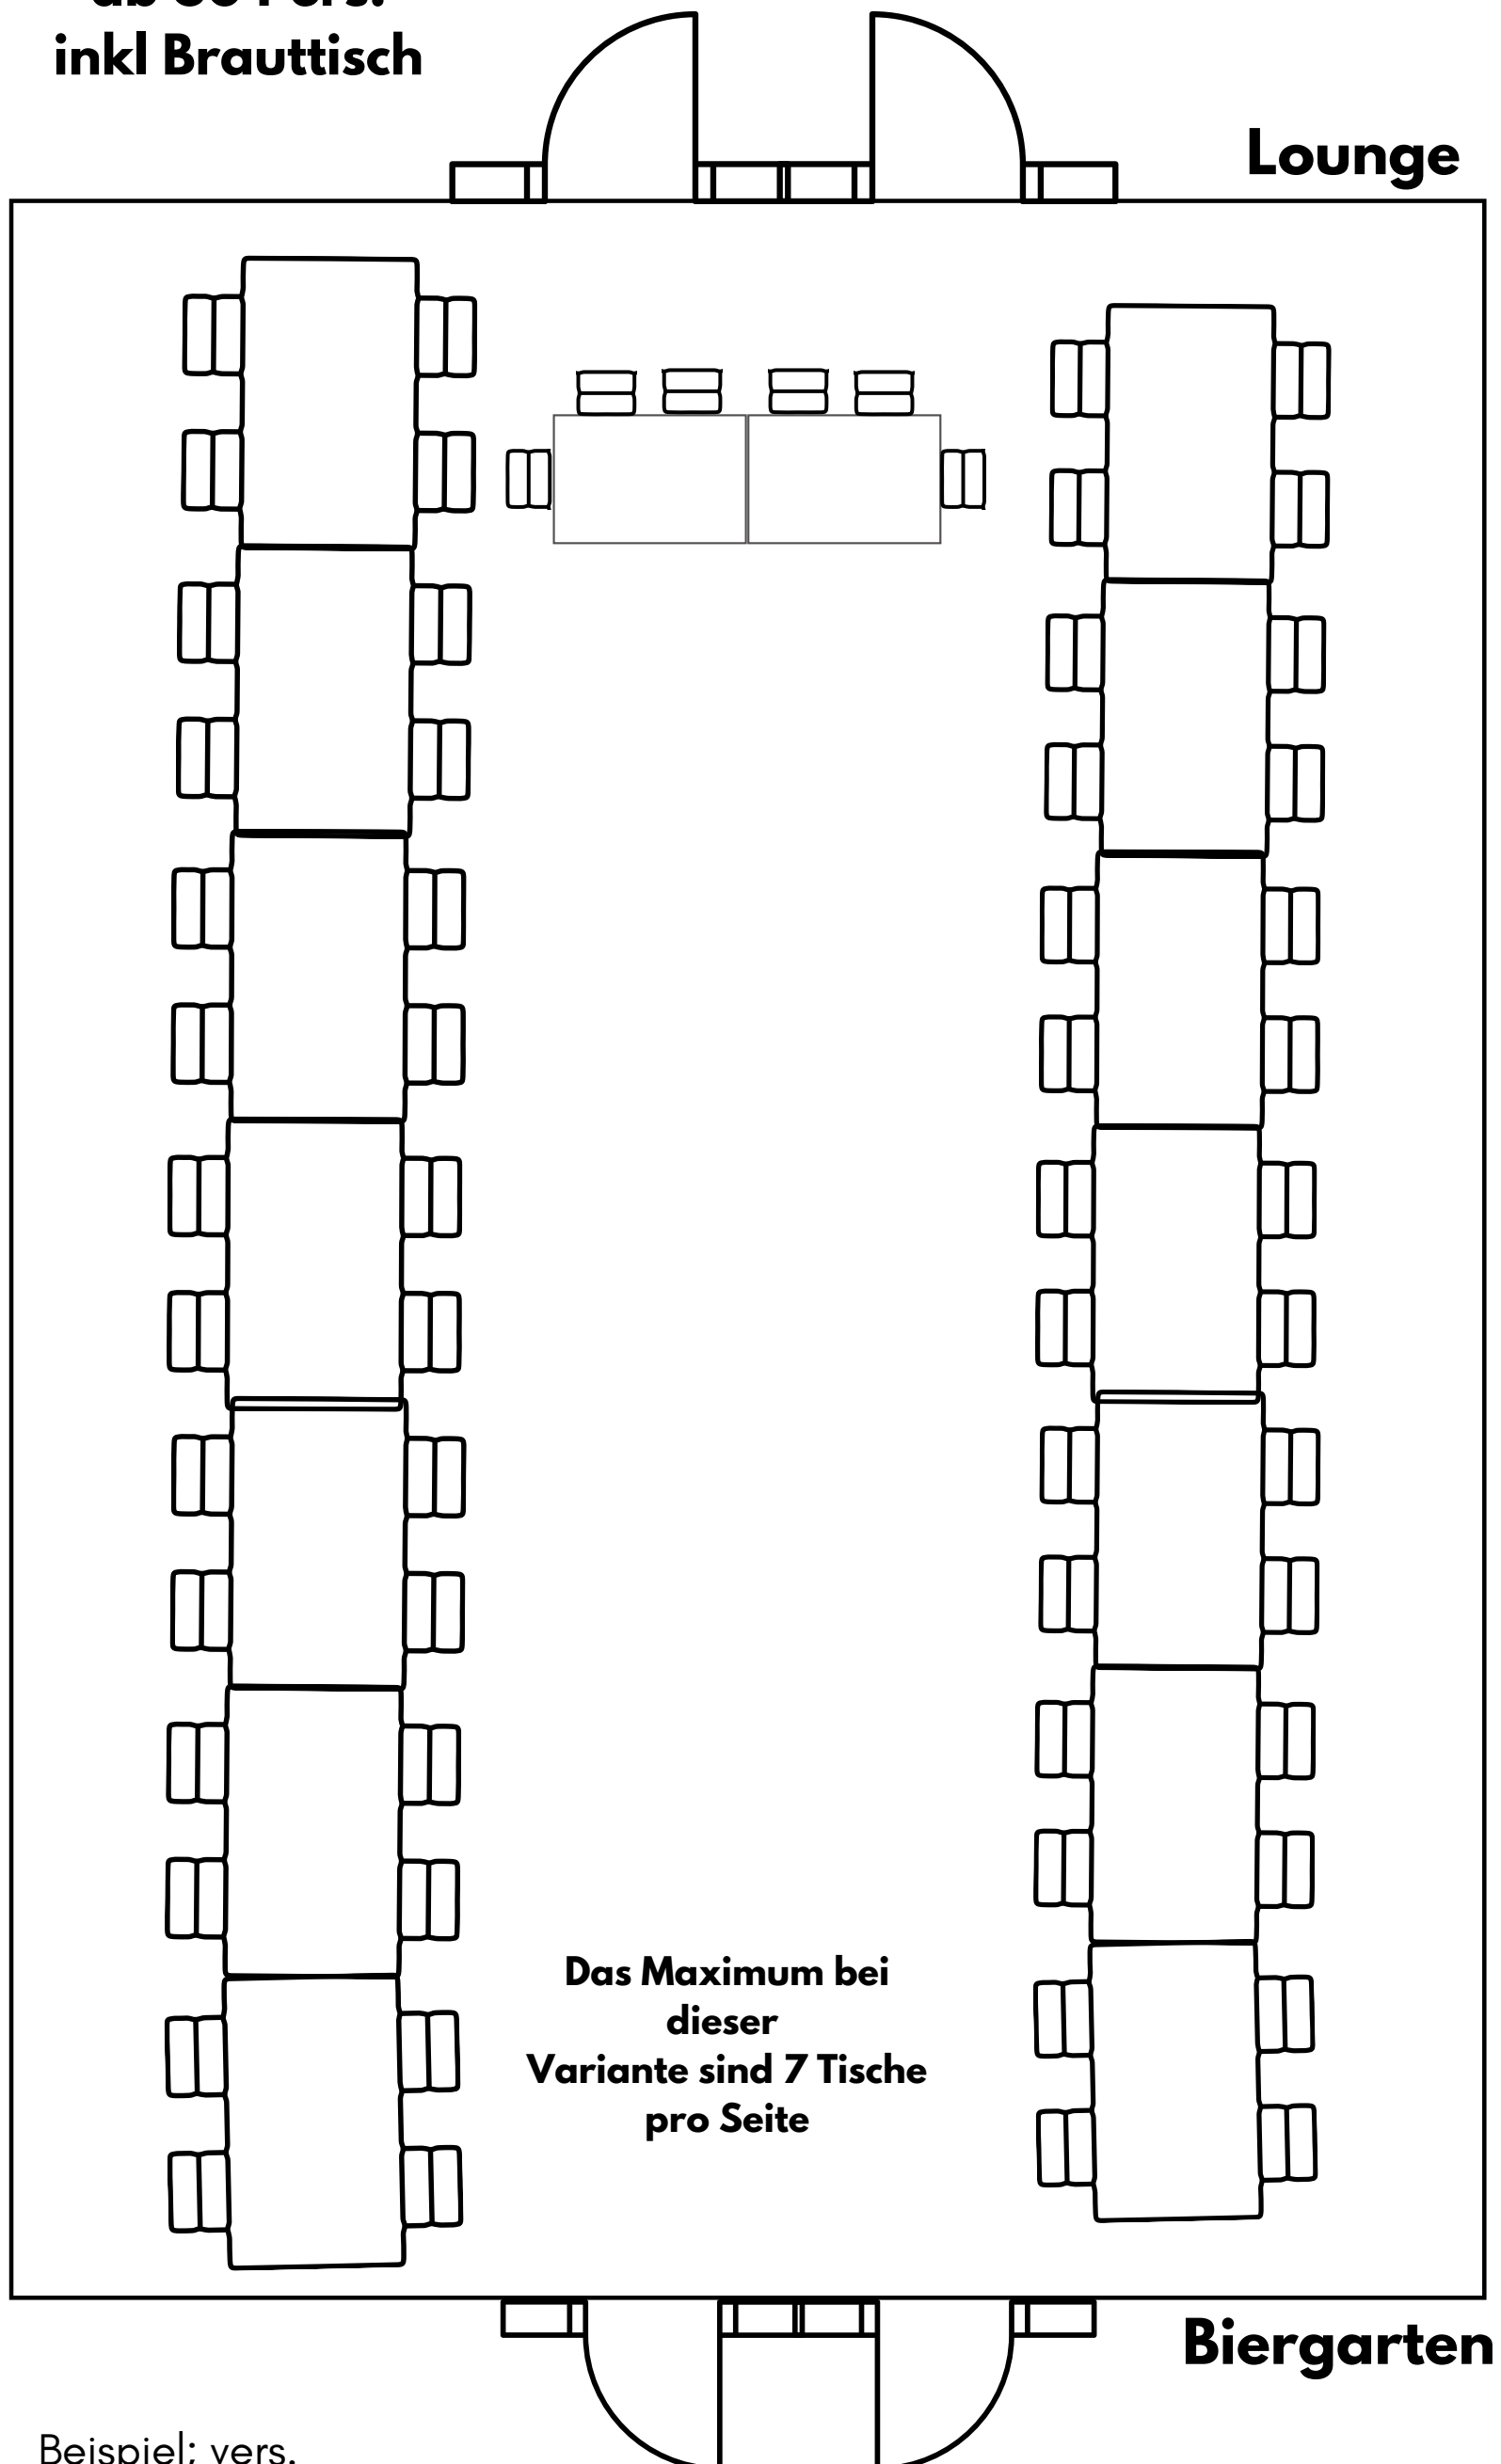 inkl Brauttisch
Lounge
Das Maximum bei
dieser
Variante sind 7 Tische
pro Seite
Biergarten
Beispiel; vers.